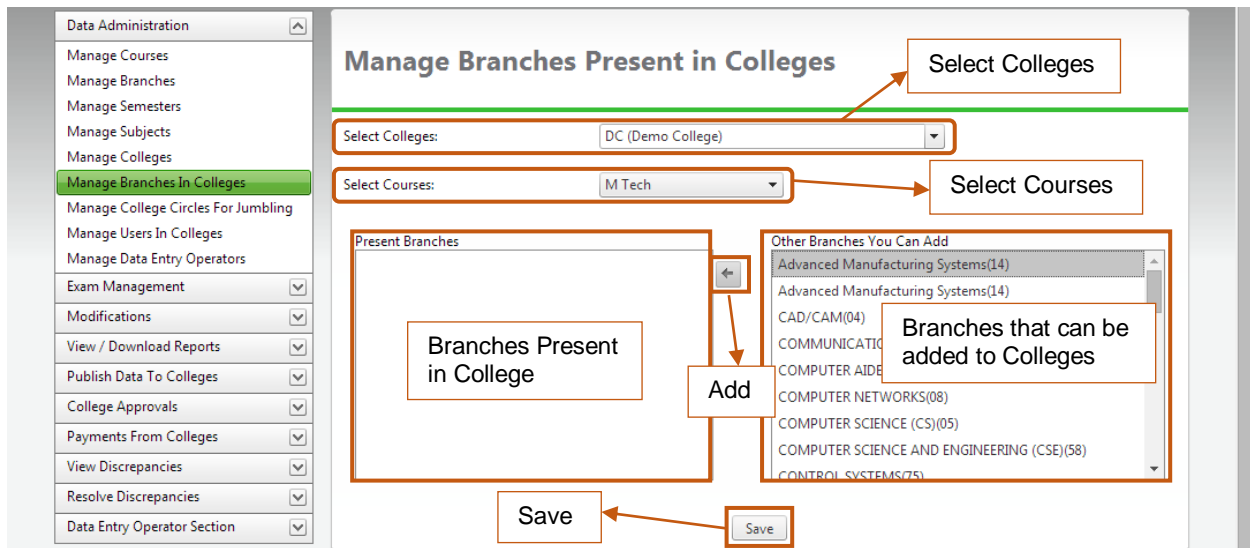 Data Administration
Manage Courses
Manage Branches
Manage Semesters
Manage Subjects
Manage Colleges
Manage Branches In Colleges
Manage College Circles For Jumbling
Manage Users In Colleges
Manage Data Entry Operators
Exam Management
Modifications
View / Download Reports
Publish Data To Colleges
College Approvals
Payments From Colleges
View Discrepancies
Resolve Discrepancies
Data Entry Operator Section
Manage Branches Present in Colleges
Select Colleges
Select Colleges:
DC (Demo College)
Select Courses:
M Tech
Select Courses
Present Branches
Branches Present
in College
Add
Other Branches You Can Add
Advanced Manufacturing Systems(14)
Advanced Manufacturing Systems(14)
CAD/CAM(04)
COMPUTER NETWORKS(08)
COMPUTER SCIENCE (CS)(05)
COMPUTER SCIENCE AND ENGINEERING (CSE)(58)
CONTROL SYSTEMS(75)
Branches that can be
added to Colleges
Save
Save